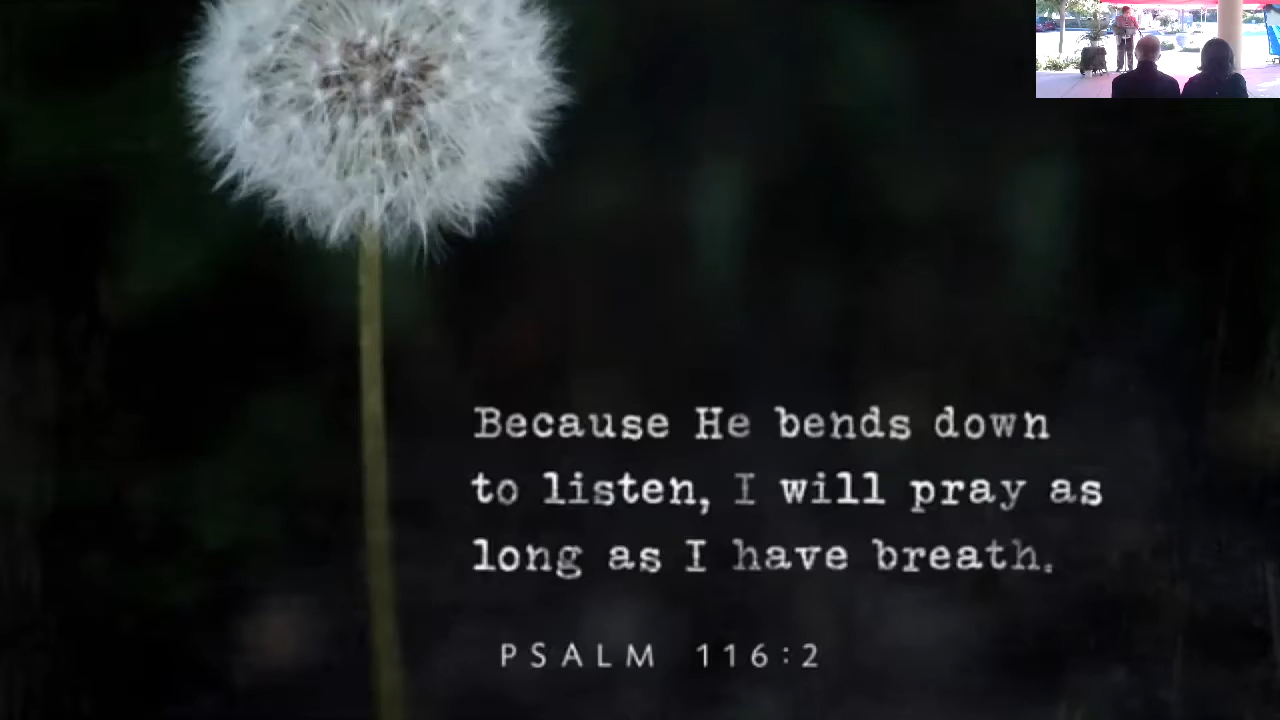 Because He bends down
to listen, I will pray as
long as I have breath.
PSALM 116:2